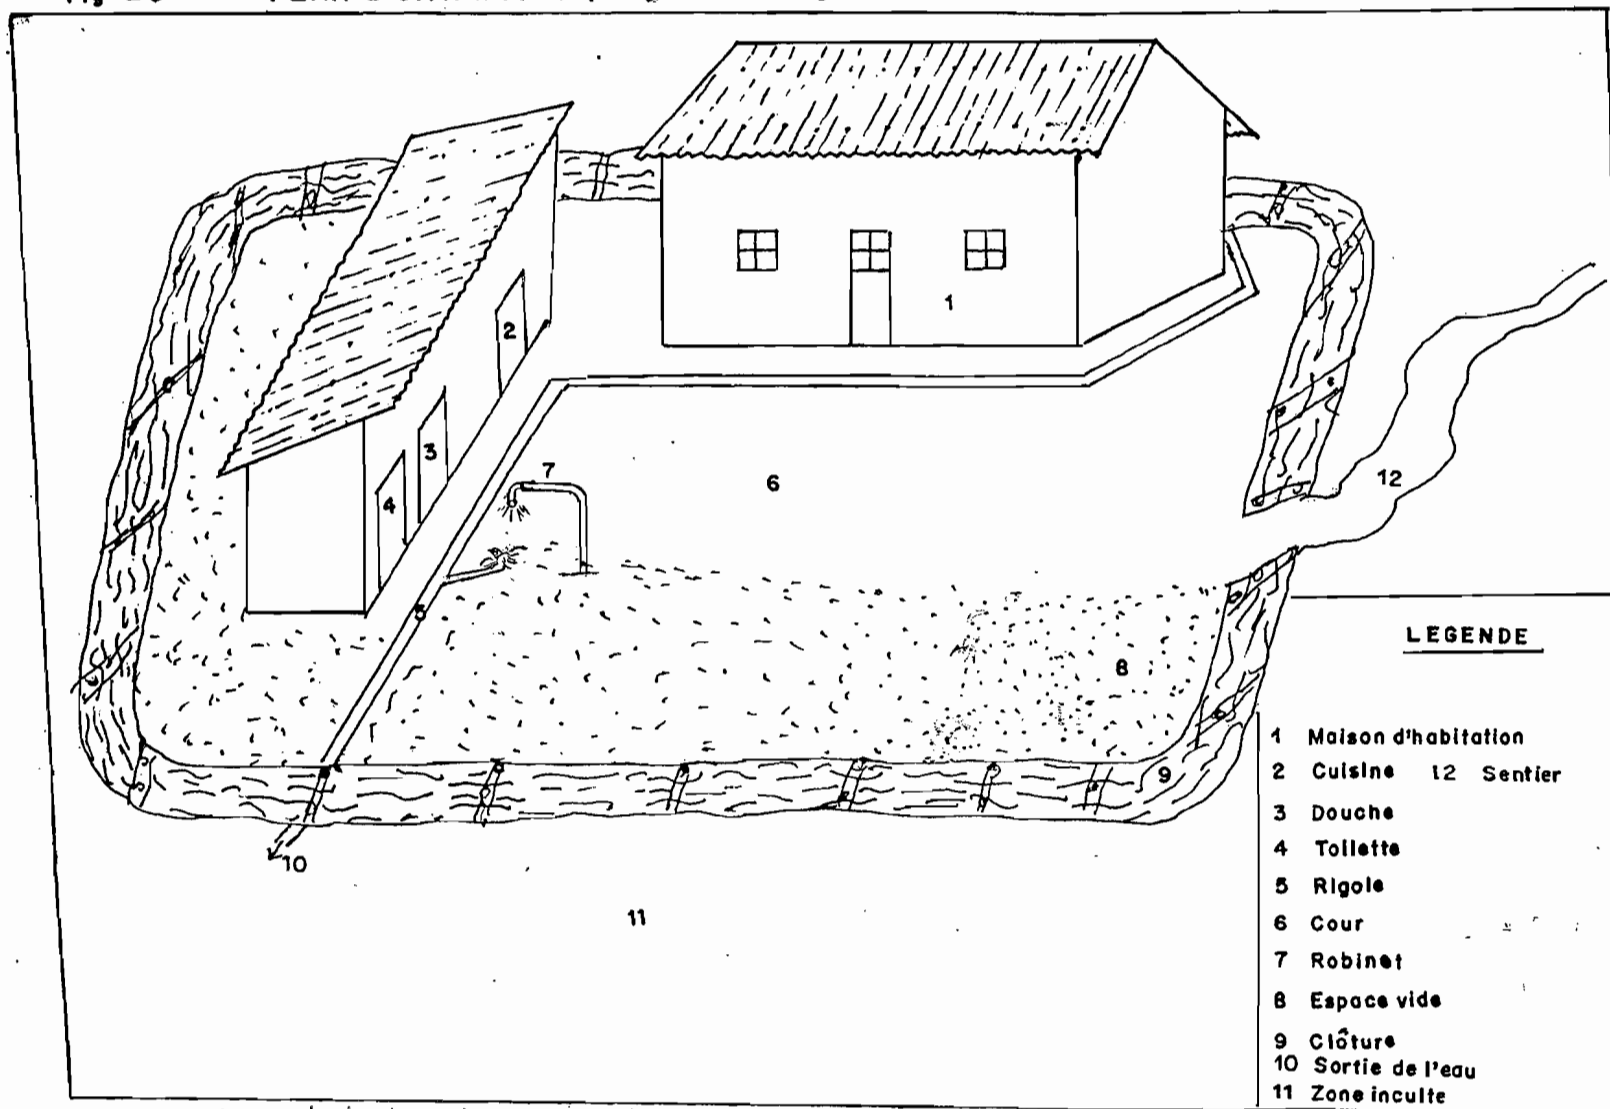 1
2
3
4
5
6
7
8
9
10
11
12
LEGENDE
1 Maison d'habitation
2 Cuisine 12 Sentier
3 Douche
4 Toilette
5 Rigole
6 Cour
7 Robinet
8 Espace vide
9 Clôture
10 Sortie de l'eau
11 Zone inculte